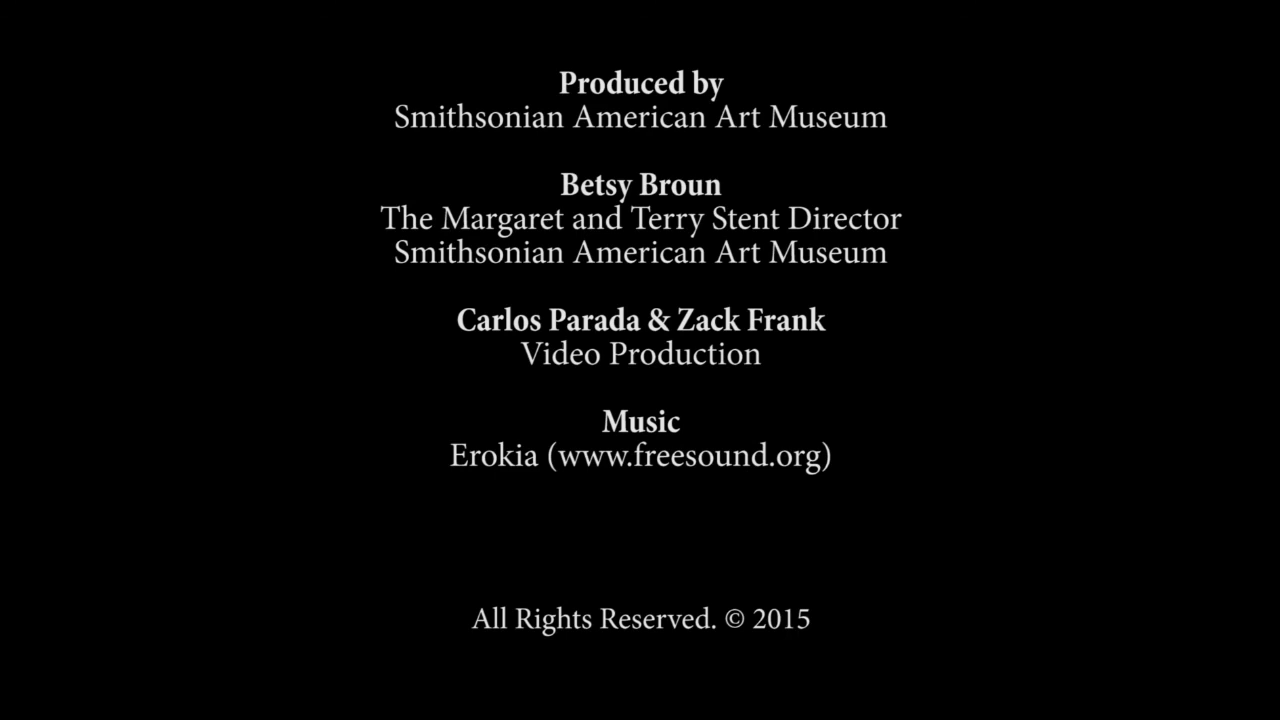 Produced by
Smithsonian American Art Museum
Betsy Broun
The Margaret and Terry Stent Director
Smithsonian American Art Museum
Carlos Parada & Zack Frank
Video Production
Music
Erokia (www.freesound.org)
All Rights Reserved. © 2015